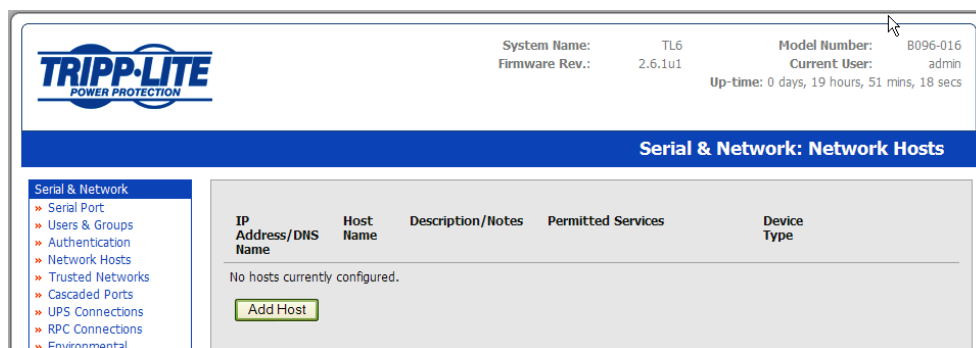 TRIPP·LITE
POWER PROTECTION
System Name: TL6 Model Number: B096-016
Firmware Rev.: 2.6.1u1 Current User: admin
Up-time: 0 days, 19 hours, 51 mins, 18 secs
Serial & Network: Network Hosts
Serial & Network
» Serial Port
» Users & Groups
» Authentication
» Network Hosts
» Trusted Networks
» Cascaded Ports
» UPS Connections
» RPC Connections
» Environmental
IP Address/DNS Name
Host Name
Description/Notes
Permitted Services
Device Type
No hosts currently configured.
Add Host